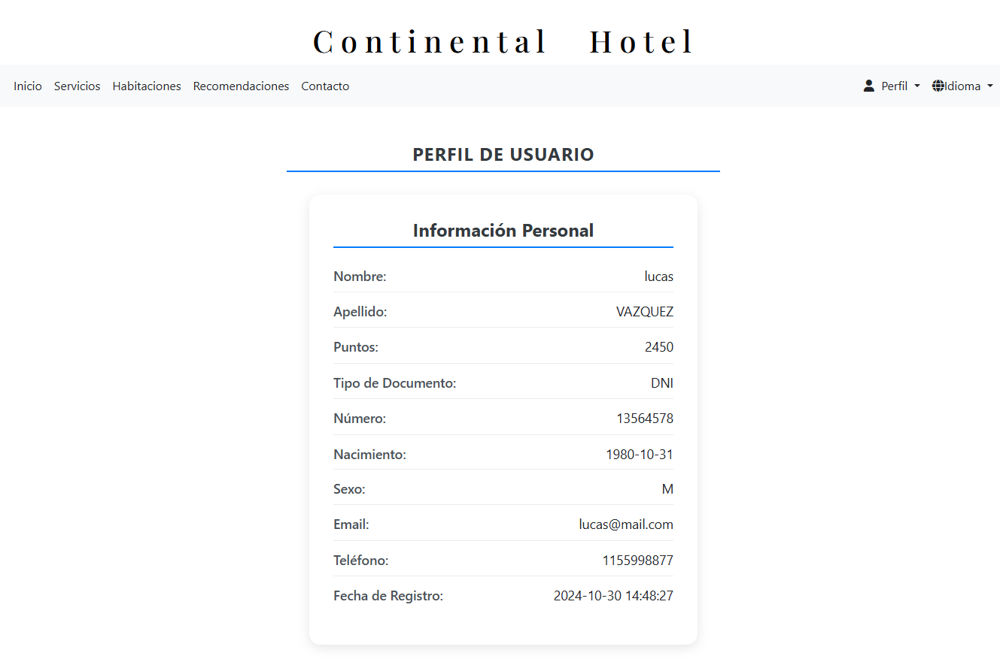 Continental Hotel
Inicio Servicios Habitaciones Recomendaciones Contacto Perfil Idioma
PERFIL DE USUARIO
Información Personal
Nombre: lucas
Apellido: VAZQUEZ
Puntos: 2450
Tipo de Documento: DNI
Número: 13564578
Nacimiento: 1980-10-31
Sexo: M
Email: lucas@mail.com
Teléfono: 1155998877
Fecha de Registro: 2024-10-30 14:48:27